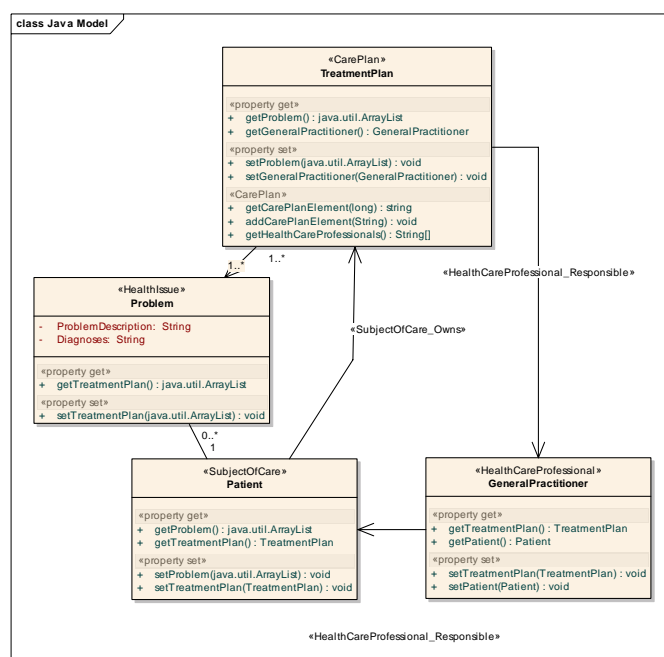 class Java Model
«CarePlan»
TreatmentPlan
«property get»
+ getProblem() : java.util.ArrayList
+ getGeneralPractitioner() : GeneralPractitioner
«property set»
+ setProblem(java.util.ArrayList) : void
+ setGeneralPractitioner(GeneralPractitioner) : void
«CarePlan»
+ getCarePlanElement(long) : string
+ addCarePlanElement(String) : void
+ getHealthCareProfessionals() : String[]
1..*
1..*
«HealthCareProfessional_Responsible»
«HealthIssue»
Problem
- ProblemDescription: String
- Diagnoses: String
«property get»
+ getTreatmentPlan() : java.util.ArrayList
«property set»
+ setTreatmentPlan(java.util.ArrayList) : void
«SubjectOfCare_Owns»
0..*
1
«SubjectOfCare»
Patient
«property get»
+ getProblem() : java.util.ArrayList
+ getTreatmentPlan() : TreatmentPlan
«property set»
+ setProblem(java.util.ArrayList) : void
+ setTreatmentPlan(TreatmentPlan) : void
«HealthCareProfessional»
GeneralPractitioner
«property get»
+ getTreatmentPlan() : TreatmentPlan
+ getPatient() : Patient
«property set»
+ setTreatmentPlan(TreatmentPlan) : void
+ setPatient(Patient) : void
«HealthCareProfessional_Responsible»